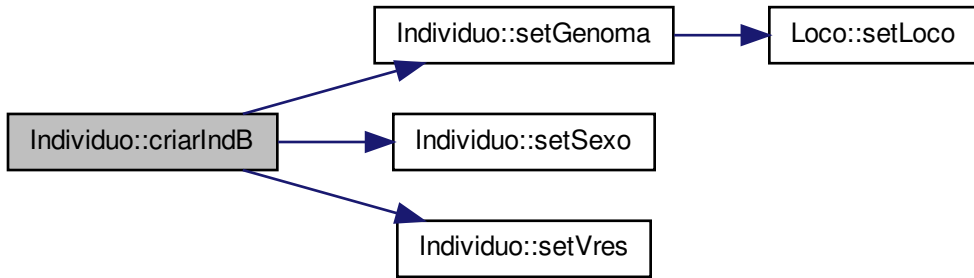 Individuo::setGenoma
Loco::setLoco
Individuo::criarIndB
Individuo::setSexo
Individuo::setVres